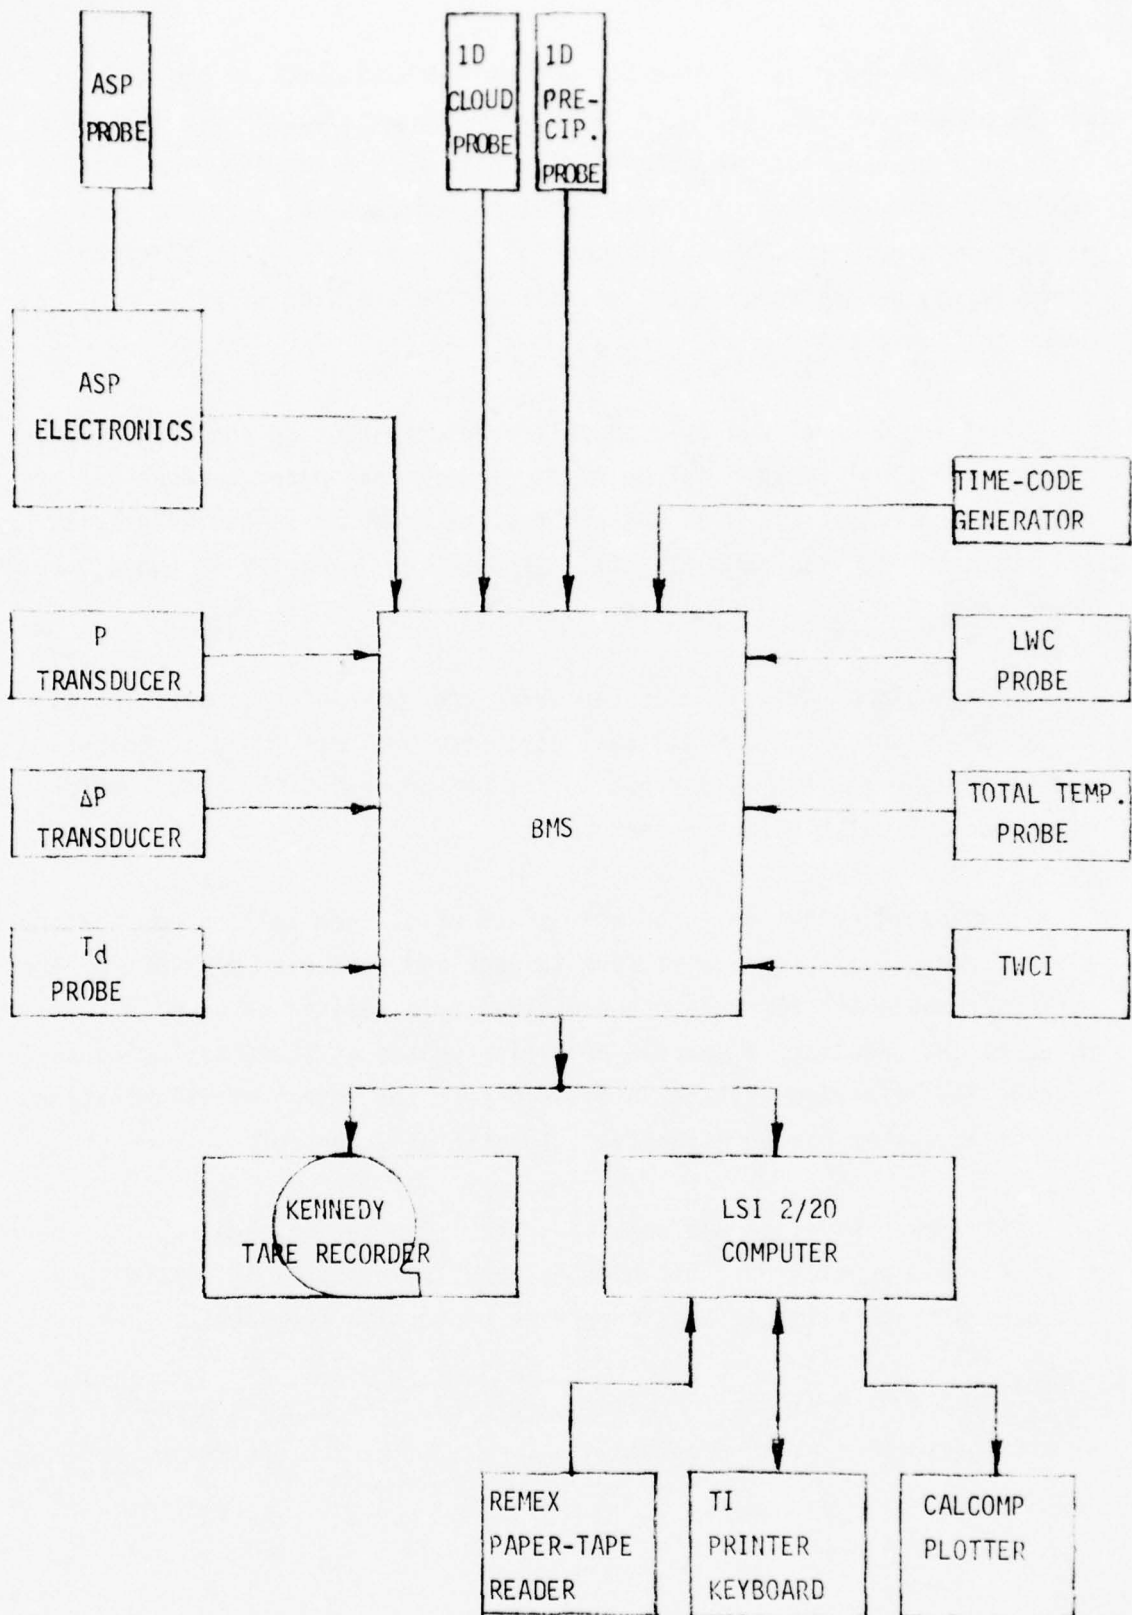 ASP
PROBE
1D
CLOUD
PROBE
1D
PRE-
CIP.
PROBE
ASP
ELECTRONICS
TIME-CODE
GENERATOR
P
TRANSDUCER
LWC
PROBE
ΔP
TRANSDUCER
BMS
TOTAL TEMP.
PROBE
Td
PROBE
TWCI
KENNEDY
TAPE RECORDER
LSI 2/20
COMPUTER
REMEX
PAPER-TAPE
READER
TI
PRINTER
KEYBOARD
CALCOMP
PLOTTER